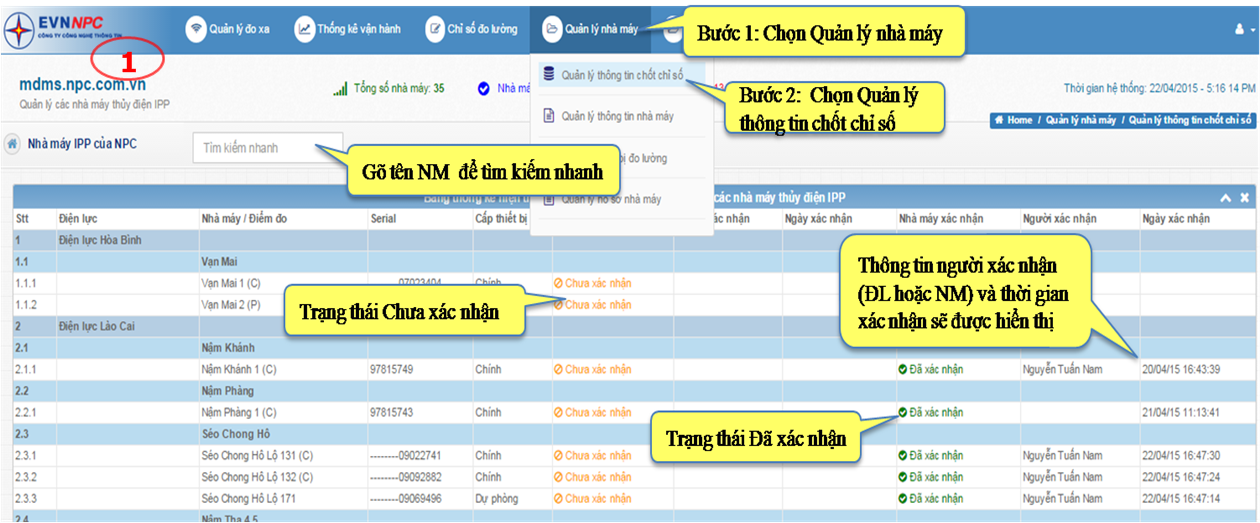 EVNNPC
CÔNG TY CÔNG NGHỆ THÔNG TIN
Quản lý đo xa
Thống kê vận hành
Chỉ số đo lường
Quản lý nhà máy
Bước 1: Chọn Quản lý nhà máy
1
mdms.npc.com.vn
Quản lý các nhà máy thủy điện IPP
Tổng số nhà máy: 35
Nhà
13
Thời gian hệ thống: 22/04/2015 - 5:16:14 PM
Quản lý thông tin chốt chỉ số
Quản lý thông tin nhà máy
bị đo lường
Quản lý hồ sơ nhà máy
Bước 2: Chọn Quản lý
thông tin chốt chỉ số
Home / Quản lý nhà máy / Quản lý thông tin chốt chỉ số
Nhà máy IPP của NPC
Tìm kiếm nhanh
Gõ tên NM để tìm kiếm nhanh
các nhà máy thủy điện IPP
Stt Điện lực Nhà máy / Điểm đo Serial Cấp thiết bị xác nhận Ngày xác nhận Nhà máy xác nhận Người xác nhận Ngày xác nhận
1 Điện lực Hòa Bình
1.1 Vạn Mai
1.1.1 Vạn Mai 1 (C) 07023404 Chính Chưa xác nhận
1.1.2 Vạn Mai 2 (P) Chưa xác nhận
Trạng thái Chưa xác nhận
Thông tin người xác nhận
(ĐL hoặc NM) và thời gian
xác nhận sẽ được hiển thị
2 Điện lực Lào Cai
2.1 Nậm Khánh
2.1.1 Nậm Khánh 1 (C) 97815749 Chính Chưa xác nhận Đã xác nhận Nguyễn Tuấn Nam 20/04/15 16:43:39
2.2 Nậm Phàng
2.2.1 Nậm Phàng 1 (C) 97815743 Chính Chưa xác nhận Đã xác nhận 21/04/15 11:13:41
Trạng thái Đã xác nhận
2.3 Séo Chong Hô
2.3.1 Séo Chong Hô Lộ 131 (C) --------09022741 Chính Chưa xác nhận Đã xác nhận Nguyễn Tuấn Nam 22/04/15 16:47:30
2.3.2 Séo Chong Hô Lộ 132 (C) --------09092882 Chính Chưa xác nhận Đã xác nhận Nguyễn Tuấn Nam 22/04/15 16:47:24
2.3.3 Séo Chong Hô Lộ 171 --------09069496 Dự phòng Chưa xác nhận Đã xác nhận Nguyễn Tuấn Nam 22/04/15 16:47:14
2.4 Nậm Tha 4,5